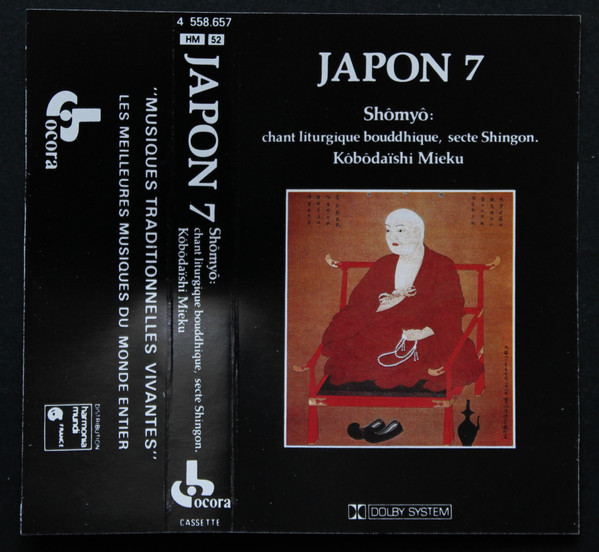 Ocora
"MUSIQUES TRADITIONNELLES VIVANTES"
LES MEILLEURES MUSIQUES DU MONDE ENTIER
DISTRIBUTION
harmonia
mundi
FRANCE
4 558.657
HM 52
JAPON 7
Shômyô:
chant liturgique bouddhique, secte Shingon.
Kôbôdaïshi Mieku
Ocora
CASSETTE
JAPON 7
Shômyô:
chant liturgique bouddhique, secte Shingon.
Kôbôdaïshi Mieku
DOLBY SYSTEM